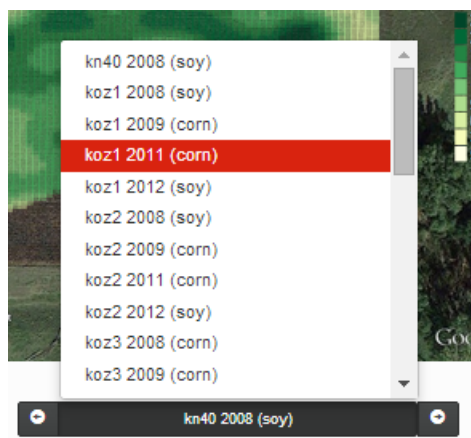 kn40 2008 (soy)
koz1 2008 (soy)
koz1 2009 (corn)
koz1 2011 (corn)
koz1 2012 (soy)
koz2 2008 (soy)
koz2 2009 (corn)
koz2 2011 (corn)
koz2 2012 (soy)
koz3 2008 (corn)
koz3 2009 (corn)
kn40 2008 (soy)